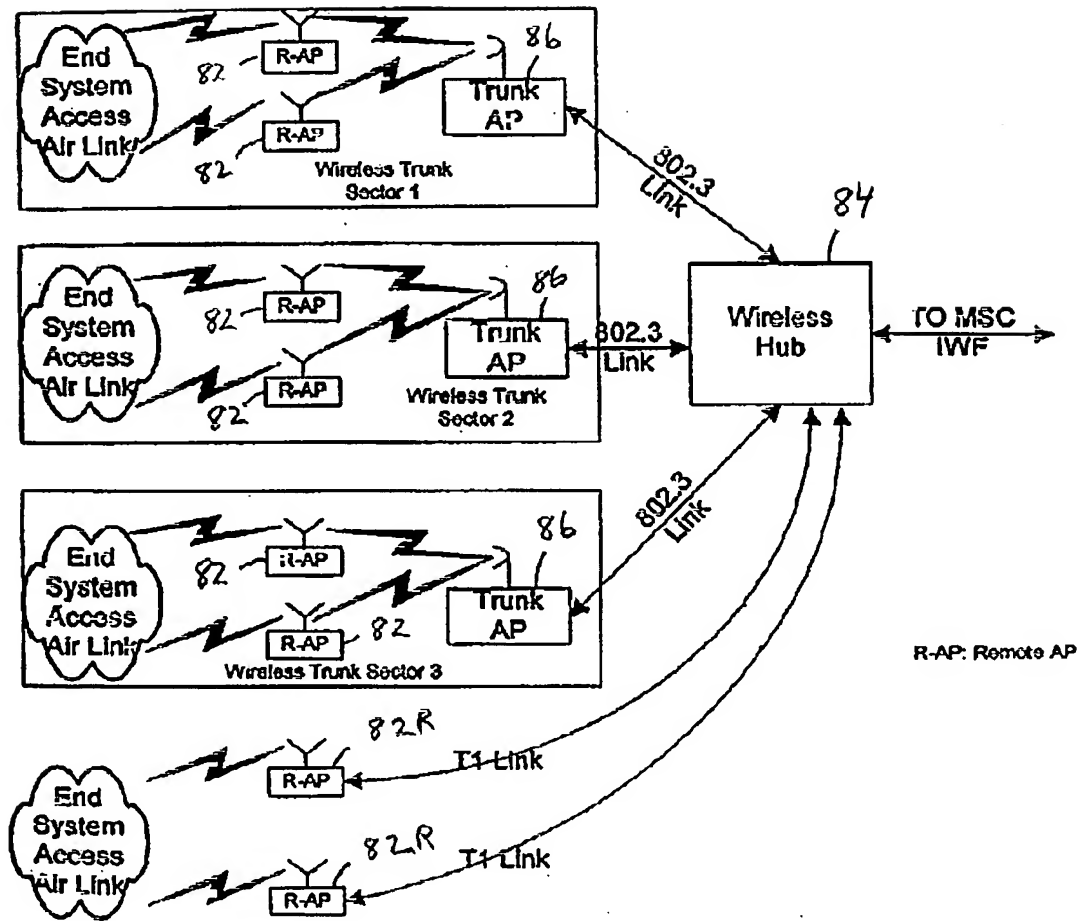 End
System
Access
Air Link
82
R-AP
82
R-AP
86
Trunk
AP
Wireless Trunk
Sector 1
802.3
Link
End
System
Access
Air Link
82
R-AP
82
R-AP
86
Trunk
AP
Wireless Trunk
Sector 2
802.3
Link
84
Wireless
Hub
TO MSC
IWF
End
System
Access
Air Link
82
R-AP
82
R-AP
86
Trunk
AP
Wireless Trunk Sector 3
802.3
Link
R-AP: Remote AP
End
System
Access
Air Link
82R
R-AP
T1 Link
82R
R-AP
T1 Link